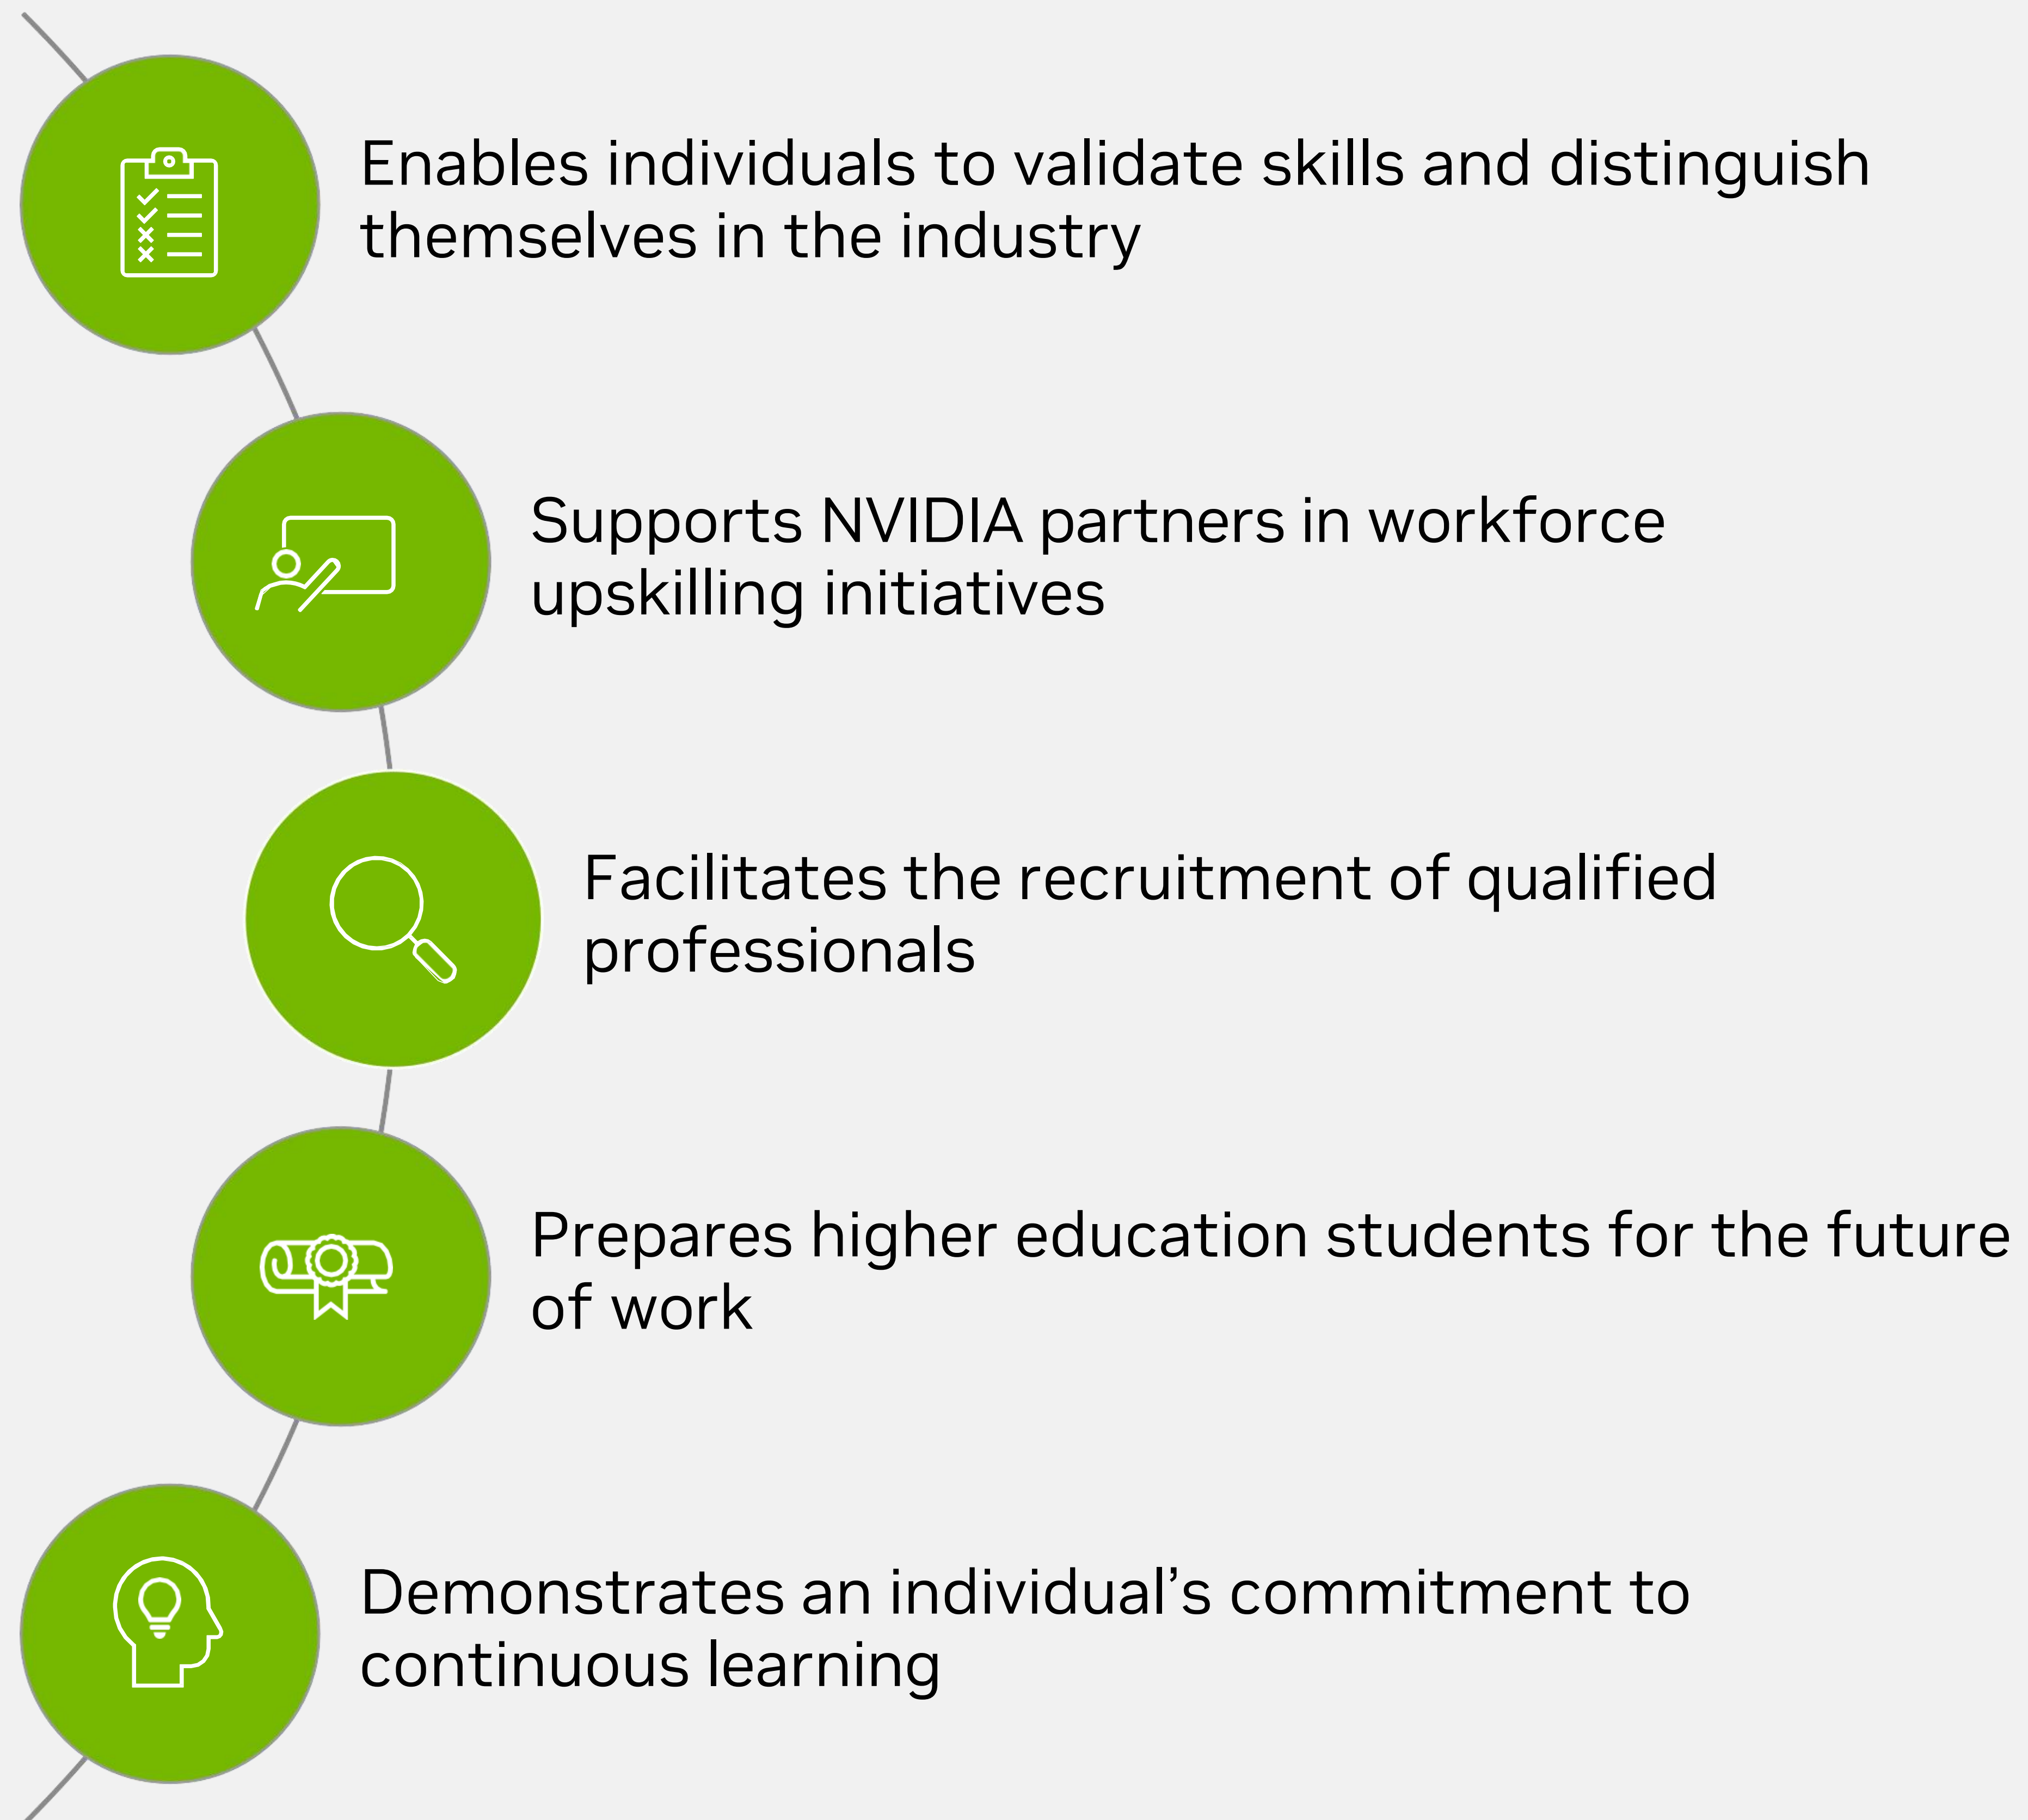 Enables individuals to validate skills and distinguish
themselves in the industry
Supports NVIDIA partners in workforce
upskilling initiatives
Facilitates the recruitment of qualified
professionals
Prepares higher education students for the future
of work
Demonstrates an individual’s commitment to
continuous learning